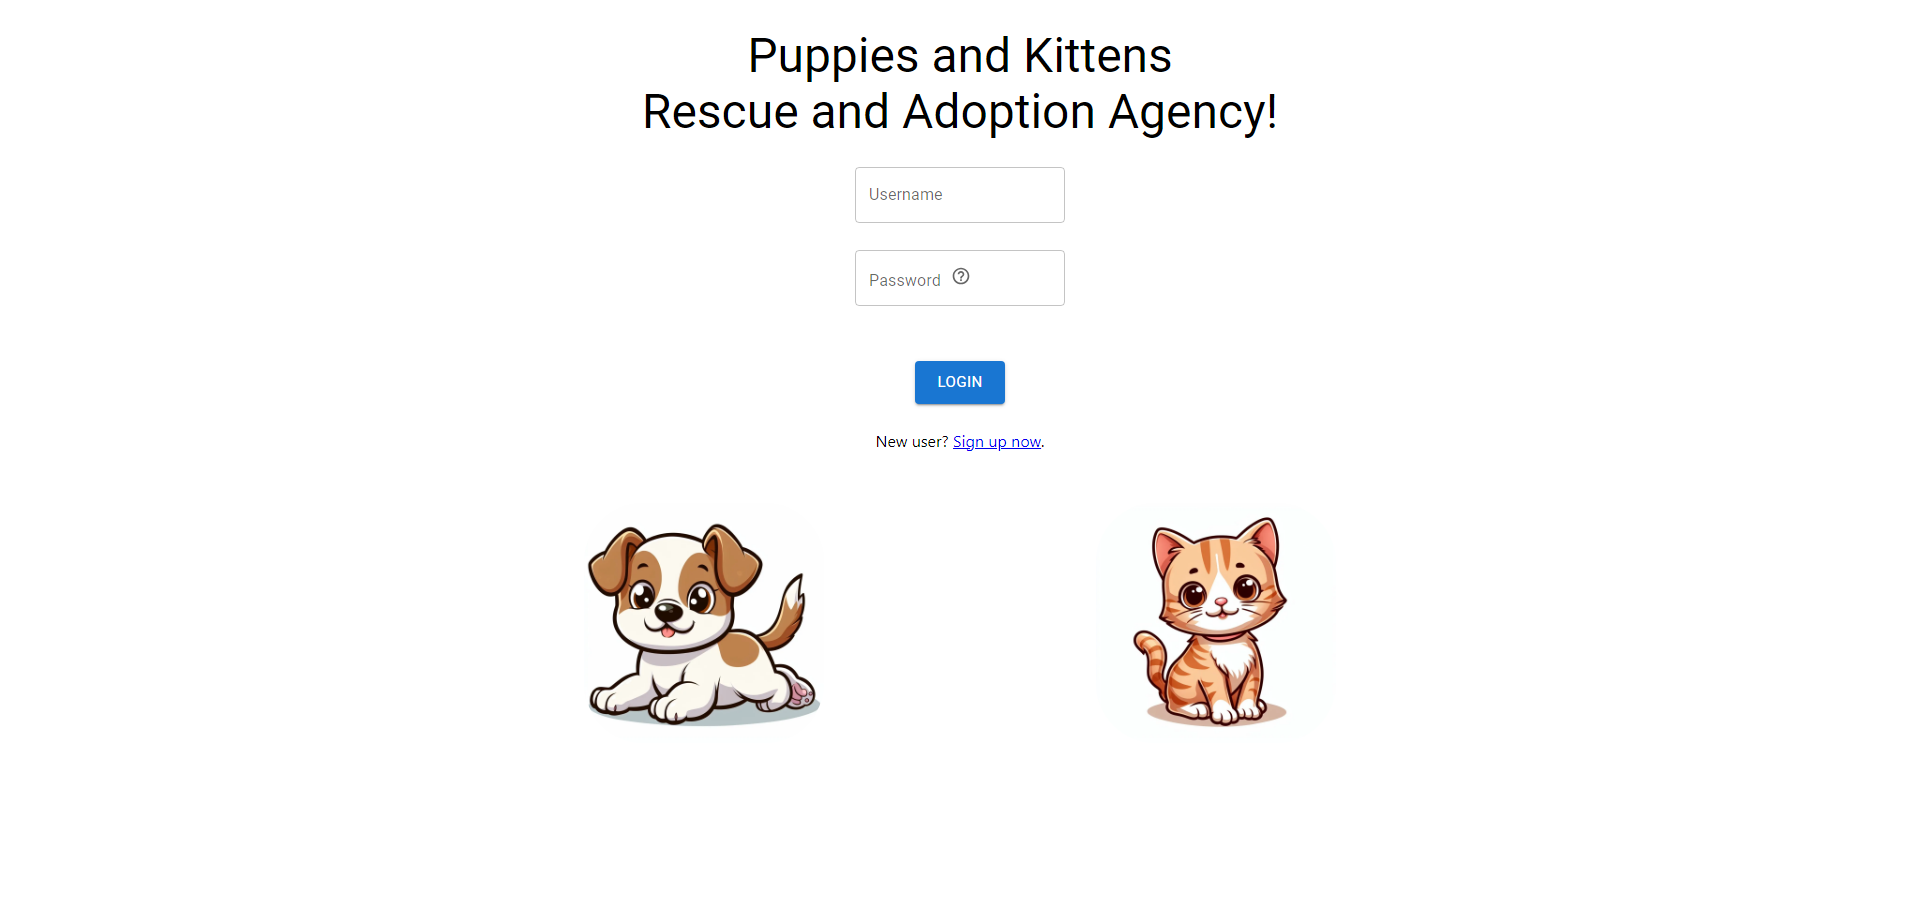 Puppies and Kittens
Rescue and Adoption Agency!
Username
Password
LOGIN
New user? Sign up now.